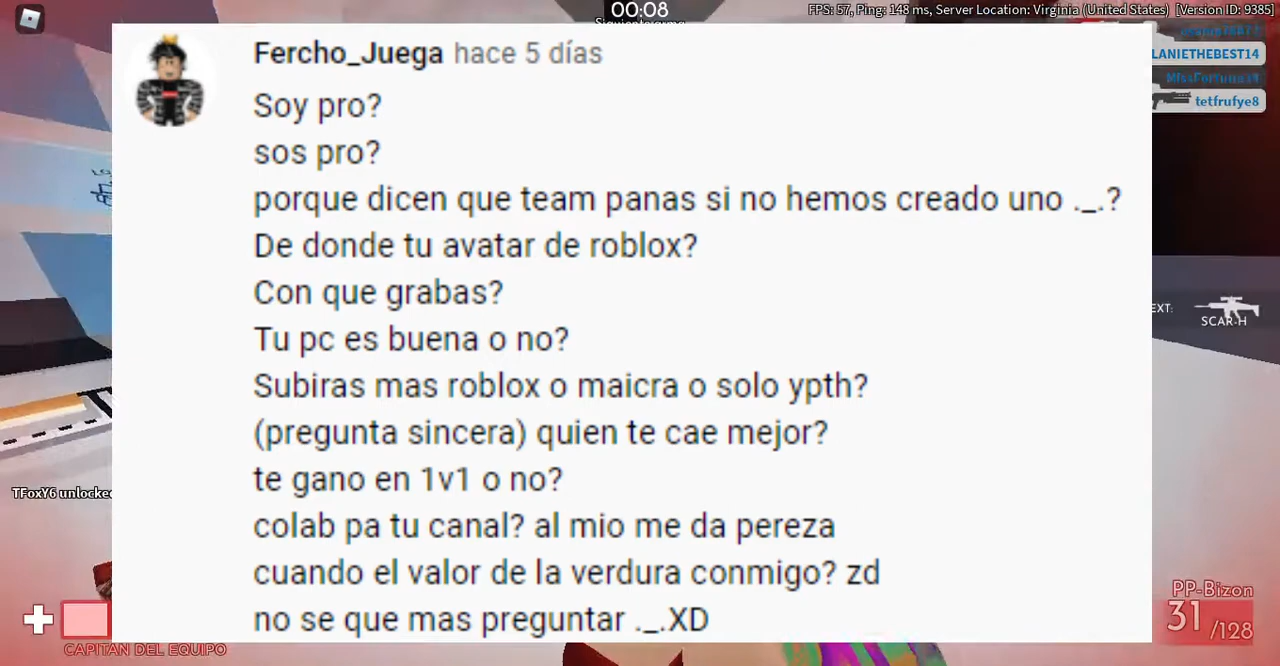 00:08
FPS: 57, Ping: 148 ms, Server Location: Virginia (United States) [Version ID: 9385]
LANIETHEBEST14
tetfrufye8
Fercho_Juega hace 5 días
Soy pro?
sos pro?
porque dicen que team panas si no hemos creado uno ._.?
De donde tu avatar de roblox?
Con que grabas?
Tu pc es buena o no?
Subiras mas roblox o maicra o solo ypth?
(pregunta sincera) quien te cae mejor?
te gano en 1v1 o no?
colab pa tu canal? al mio me da pereza
cuando el valor de la verdura conmigo? zd
no se que mas preguntar ._.XD
EXT:
SCAR-H
TFoxY6 unlocked
PP-Bizon
31 /128
CAPITAN DEL EQUIPO